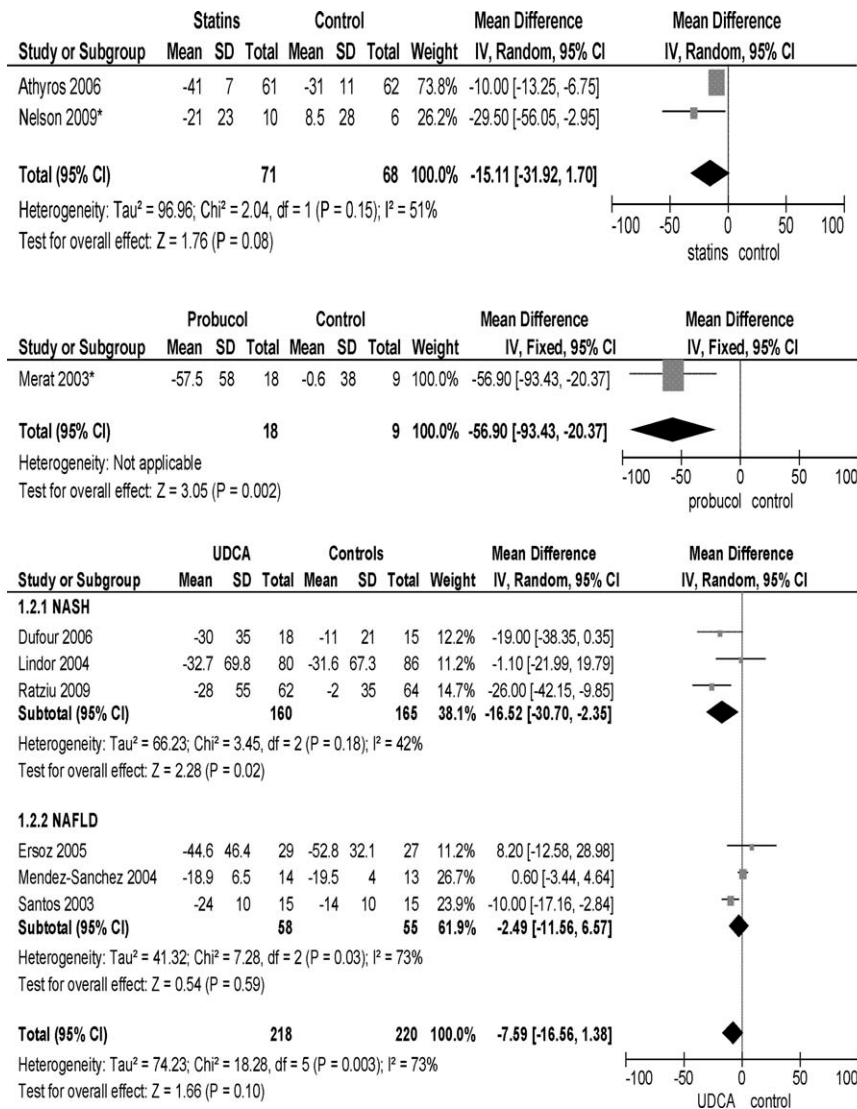 Statins Control Mean Difference Mean Difference
Study or Subgroup Mean SD Total Mean SD Total Weight IV, Random, 95% CI IV, Random, 95% CI
Athyros 2006 -41 7 61 -31 11 62 73.8% -10.00 [-13.25, -6.75]
Nelson 2009* -21 23 10 8.5 28 6 26.2% -29.50 [-56.05, -2.95]
Total (95% CI) 71 68 100.0% -15.11 [-31.92, 1.70]
Heterogeneity: Tau² = 96.96; Chi² = 2.04, df = 1 (P = 0.15); I² = 51%
Test for overall effect: Z = 1.76 (P = 0.08)
-100 -50 0 50 100
statins control
Probucol Control Mean Difference Mean Difference
Study or Subgroup Mean SD Total Mean SD Total Weight IV, Fixed, 95% CI IV, Fixed, 95% CI
Merat 2003* -57.5 58 18 -0.6 38 9 100.0% -56.90 [-93.43, -20.37]
Total (95% CI) 18 9 100.0% -56.90 [-93.43, -20.37]
Heterogeneity: Not applicable
Test for overall effect: Z = 3.05 (P = 0.002)
-100 -50 0 50 100
probucol control
UDCA Controls Mean Difference Mean Difference
Study or Subgroup Mean SD Total Mean SD Total Weight IV, Random, 95% CI IV, Random, 95% CI
1.2.1 NASH
Dufour 2006 -30 35 18 -11 21 15 12.2% -19.00 [-38.35, 0.35]
Lindor 2004 -32.7 69.8 80 -31.6 67.3 86 11.2% -1.10 [-21.99, 19.79]
Ratziu 2009 -28 55 62 -2 35 64 14.7% -26.00 [-42.15, -9.85]
Subtotal (95% CI) 160 165 38.1% -16.52 [-30.70, -2.35]
Heterogeneity: Tau² = 66.23; Chi² = 3.45, df = 2 (P = 0.18); I² = 42%
Test for overall effect: Z = 2.28 (P = 0.02)
1.2.2 NAFLD
Ersoz 2005 -44.6 46.4 29 -52.8 32.1 27 11.2% 8.20 [-12.58, 28.98]
Mendez-Sanchez 2004 -18.9 6.5 14 -19.5 4 13 26.7% 0.60 [-3.44, 4.64]
Santos 2003 -24 10 15 -14 10 15 23.9% -10.00 [-17.16, -2.84]
Subtotal (95% CI) 58 55 61.9% -2.49 [-11.56, 6.57]
Heterogeneity: Tau² = 41.32; Chi² = 7.28, df = 2 (P = 0.03); I² = 73%
Test for overall effect: Z = 0.54 (P = 0.59)
Total (95% CI) 218 220 100.0% -7.59 [-16.56, 1.38]
Heterogeneity: Tau² = 74.23; Chi² = 18.28, df = 5 (P = 0.003); I² = 73%
Test for overall effect: Z = 1.66 (P = 0.10)
-100 -50 0 50 100
UDCA control